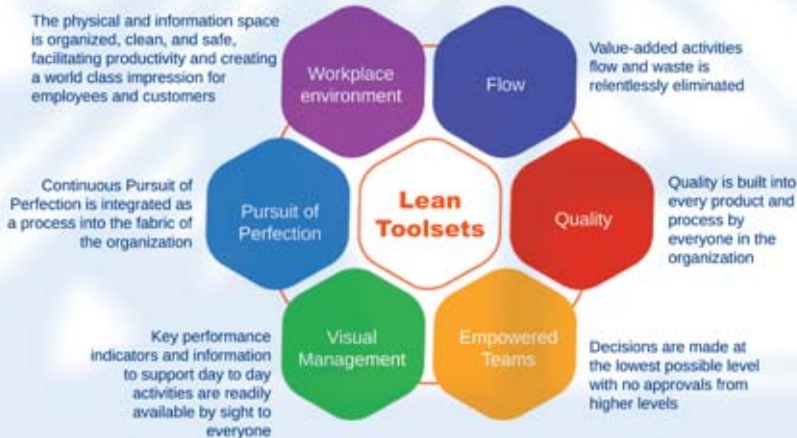 The physical and information space
is organized, clean, and safe,
facilitating productivity and creating
a world class impression for
employees and customers
Workplace
environment
Flow
Value-added activities
flow and waste is
relentlessly eliminated
Continuous Pursuit of
Perfection is integrated as
a process into the fabric of
the organization
Pursuit of
Perfection
Lean
Toolsets
Quality
Quality is built into
every product and
process by
everyone in the
organization
Key performance
indicators and information
to support day to day
activities are readily
available by sight to
everyone
Visual
Management
Empowered
Teams
Decisions are made at
the lowest possible level
with no approvals from
higher levels